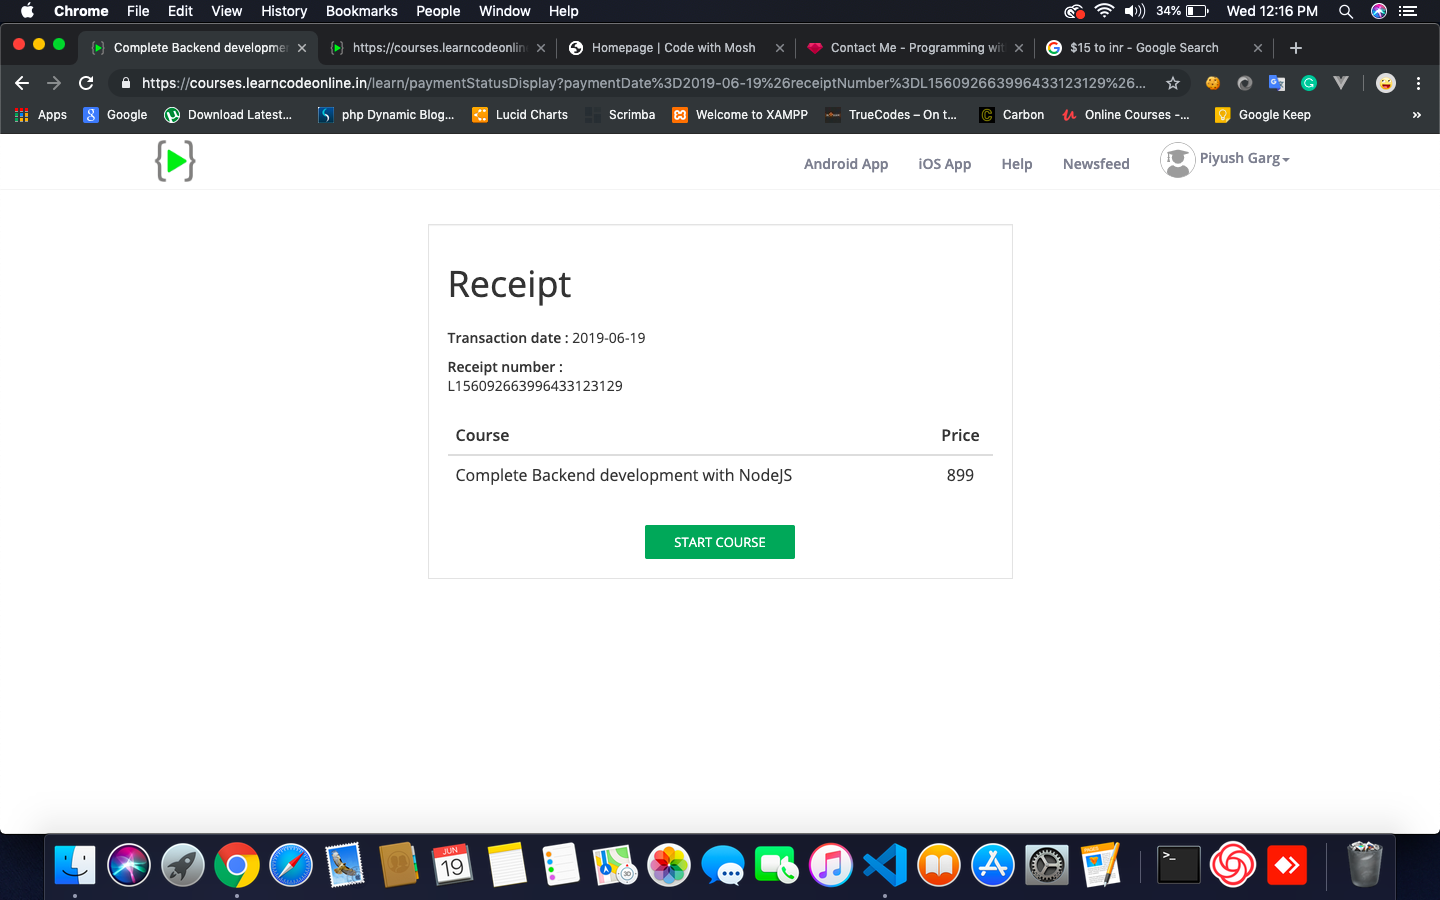 Chrome File Edit View History Bookmarks People Window Help 34% Wed 12:16 PM
Complete Backend developme
https://courses.learncodeonlin
Homepage | Code with Mosh
Contact Me - Programming wit
$15 to inr - Google Search
https://courses.learncodeonline.in/learn/paymentStatusDisplay?paymentDate%3D2019-06-19%26receiptNumber%3DL156092663996433123129%26...
Apps Google Download Latest... php Dynamic Blog... Lucid Charts Scrimba Welcome to XAMPP TrueCodes – On t... Carbon Online Courses -... Google Keep »
Android App iOS App Help Newsfeed Piyush Garg
Receipt
Transaction date : 2019-06-19
Receipt number :
L156092663996433123129
Course Price
Complete Backend development with NodeJS 899
START COURSE
JUN
19